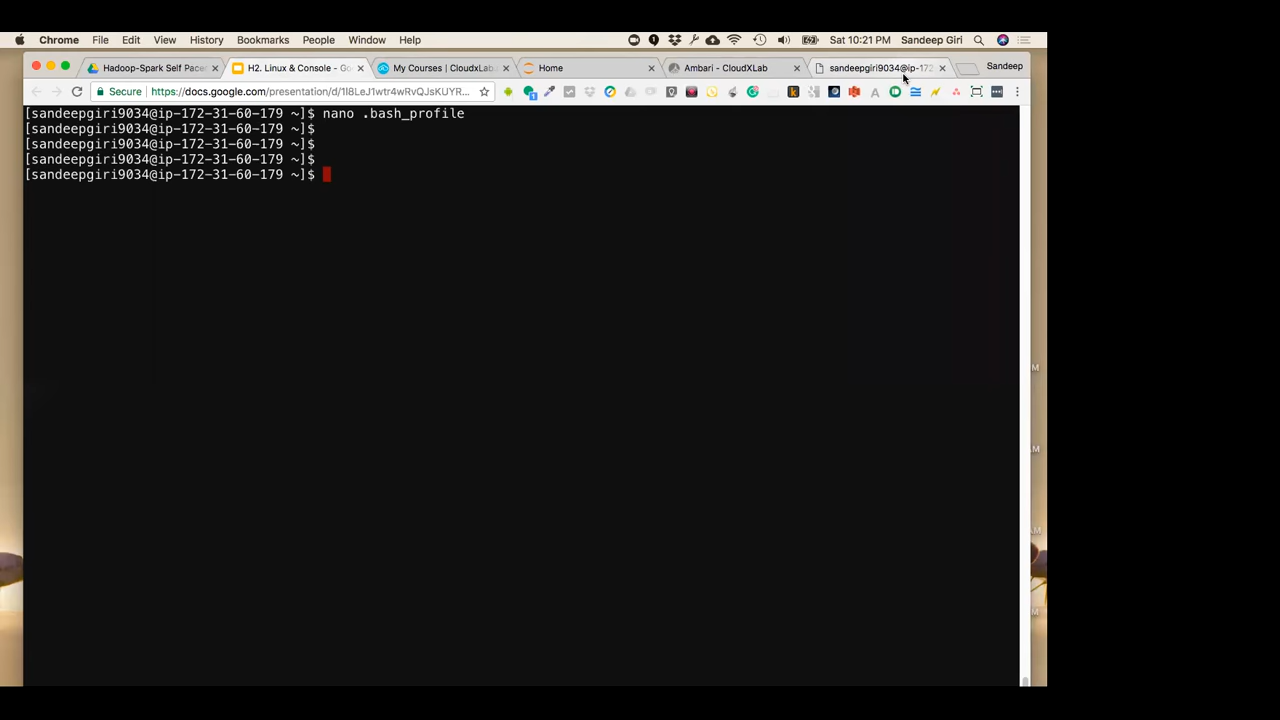 Chrome File Edit View History Bookmarks People Window Help Sat 10:21 PM Sandeep Giri
Hadoop-Spark Self Pace
H2. Linux & Console - Go
My Courses | CloudxLab
Home
Ambari - CloudXLab
sandeepgiri9034@ip-172
Sandeep
Secure https://docs.google.com/presentation/d/1I8LeJ1wtr4wRvQJsKUYR...
[sandeepgiri9034@ip-172-31-60-179 ~]$ nano .bash_profile
[sandeepgiri9034@ip-172-31-60-179 ~]$
[sandeepgiri9034@ip-172-31-60-179 ~]$
[sandeepgiri9034@ip-172-31-60-179 ~]$
[sandeepgiri9034@ip-172-31-60-179 ~]$